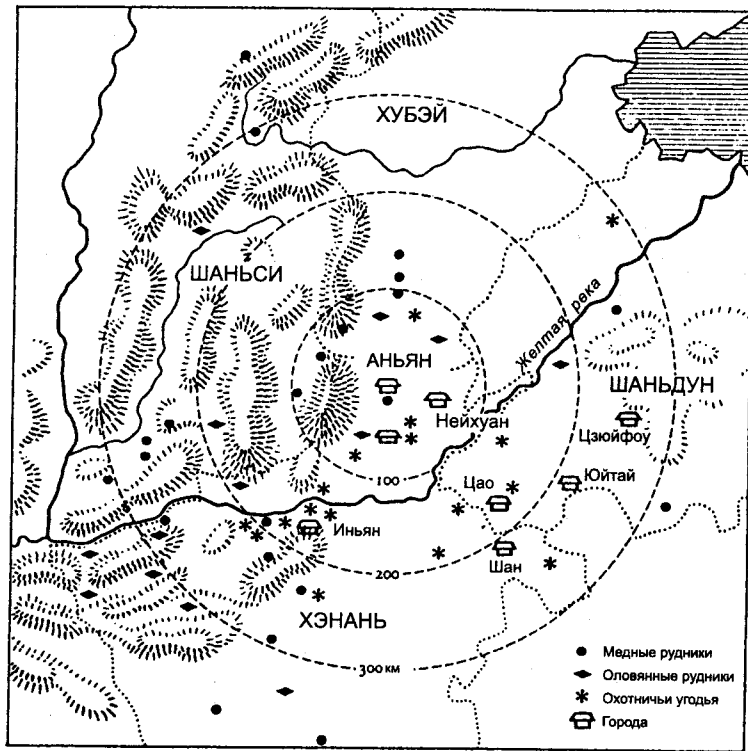 ХУБЭЙ
ШАНЬСИ
Желтая река
АНЬЯН
ШАНЬДУН
Нейхуан
Цзюйфоу
100
Цао
Юйтай
Иньян
Шан
200
ХЭНАНЬ
300 км
Медные рудники
Оловянные рудники
Охотничьи угодья
Города